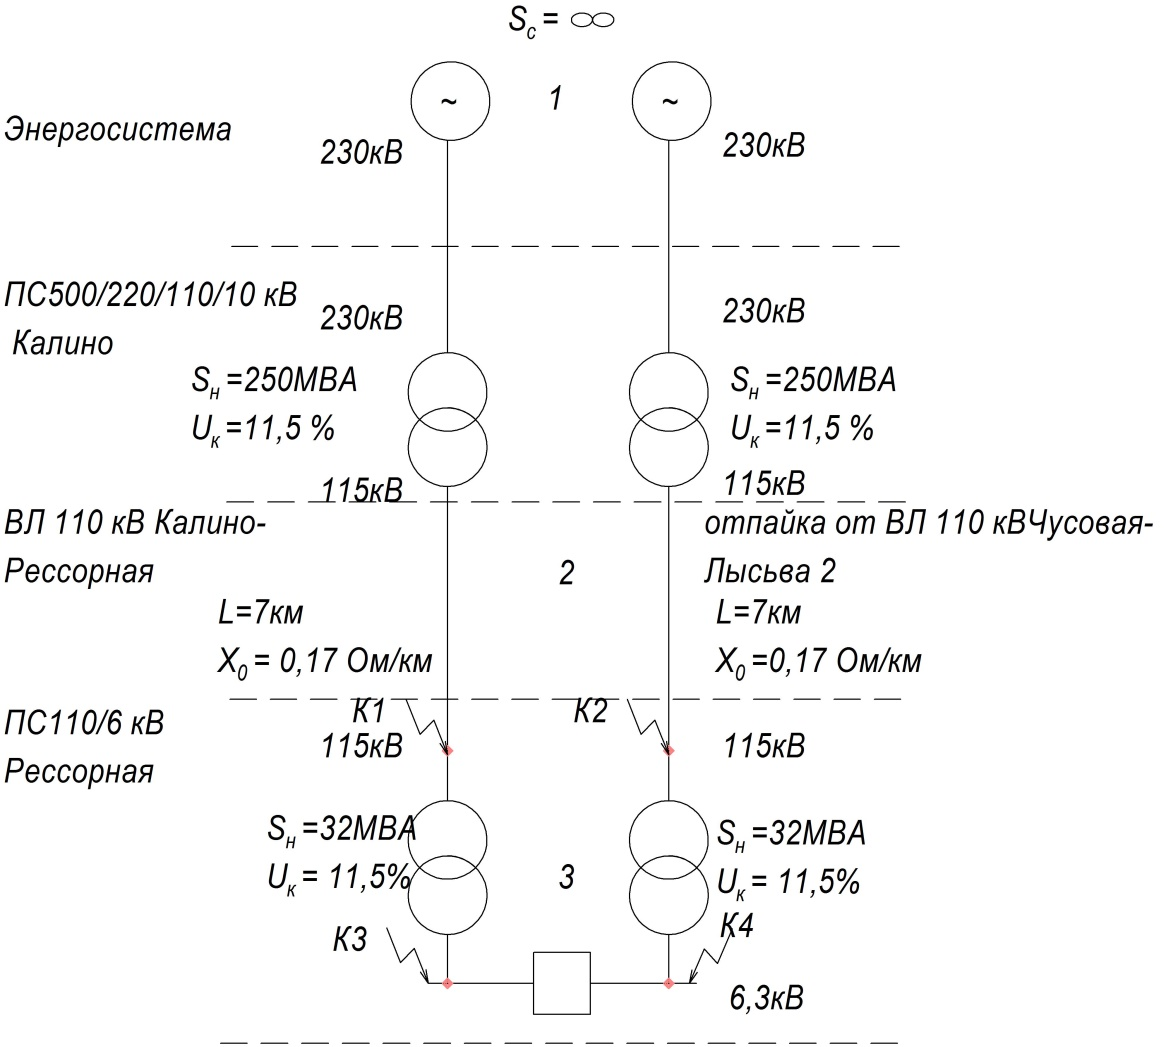 Sс = ∞
1
~
~
Энергосистема
230кВ
230кВ
ПС500/220/110/10 кВ
Калино
230кВ
230кВ
Sн =250МВА
Uк =11,5 %
Sн =250МВА
Uк =11,5 %
115кВ
115кВ
ВЛ 110 кВ Калино-
Рессорная
отпайка от ВЛ 110 кВЧусовая-
Лысьва 2
2
L=7км
X0 = 0,17 Ом/км
L=7км
X0 =0,17 Ом/км
К1
К2
ПС110/6 кВ
Рессорная
115кВ
115кВ
Sн =32МВА
Uк = 11,5%
Sн =32МВА
Uк = 11,5%
3
К3
К4
6,3кВ